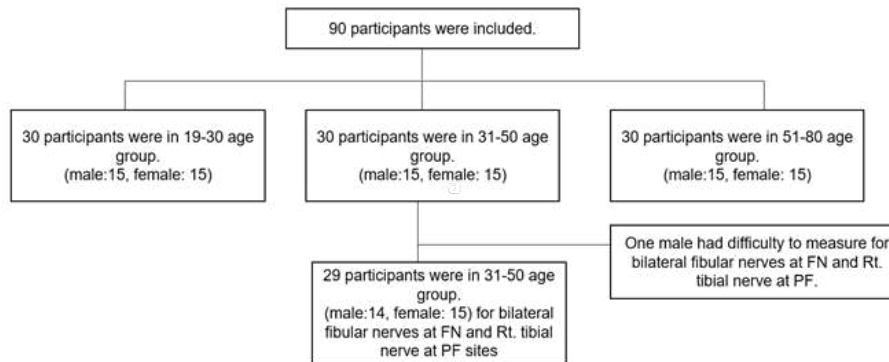 90 participants were included.
30 participants were in 19-30 age
group.
(male:15, female: 15)
30 participants were in 31-50 age
group.
(male:15, female: 15)
30 participants were in 51-80 age
group.
(male:15, female: 15)
One male had difficulty to measure for
bilateral fibular nerves at FN and Rt.
tibial nerve at PF.
29 participants were in 31-50 age
group.
(male:14, female: 15) for bilateral
fibular nerves at FN and Rt. tibial
nerve at PF sites